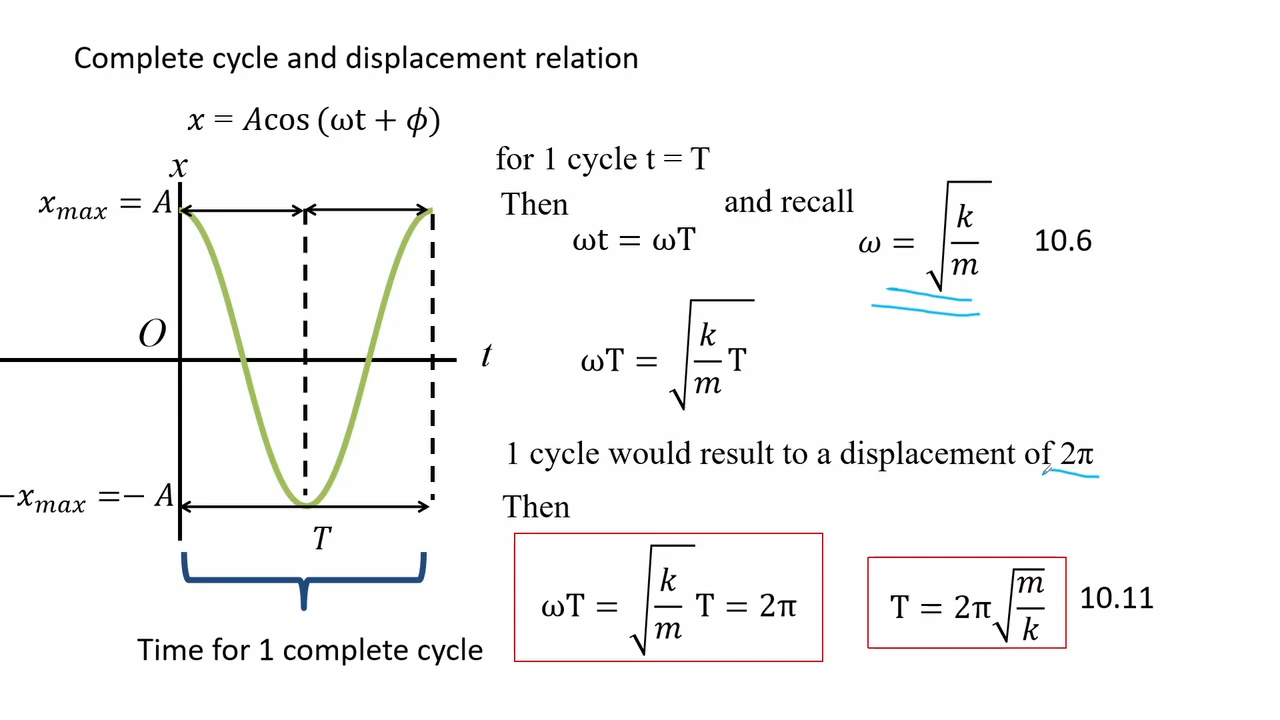 Complete cycle and displacement relation
x = Acos (ωt + ϕ)
x
x_max = A
O
t
−x_max =− A
T
Time for 1 complete cycle
for 1 cycle t = T
Then
ωt = ωT
and recall
ω = √(k/m) 10.6
ωT = √(k/m) T
1 cycle would result to a displacement of 2π
Then
ωT = √(k/m) T = 2π
T = 2π√(m/k) 10.11